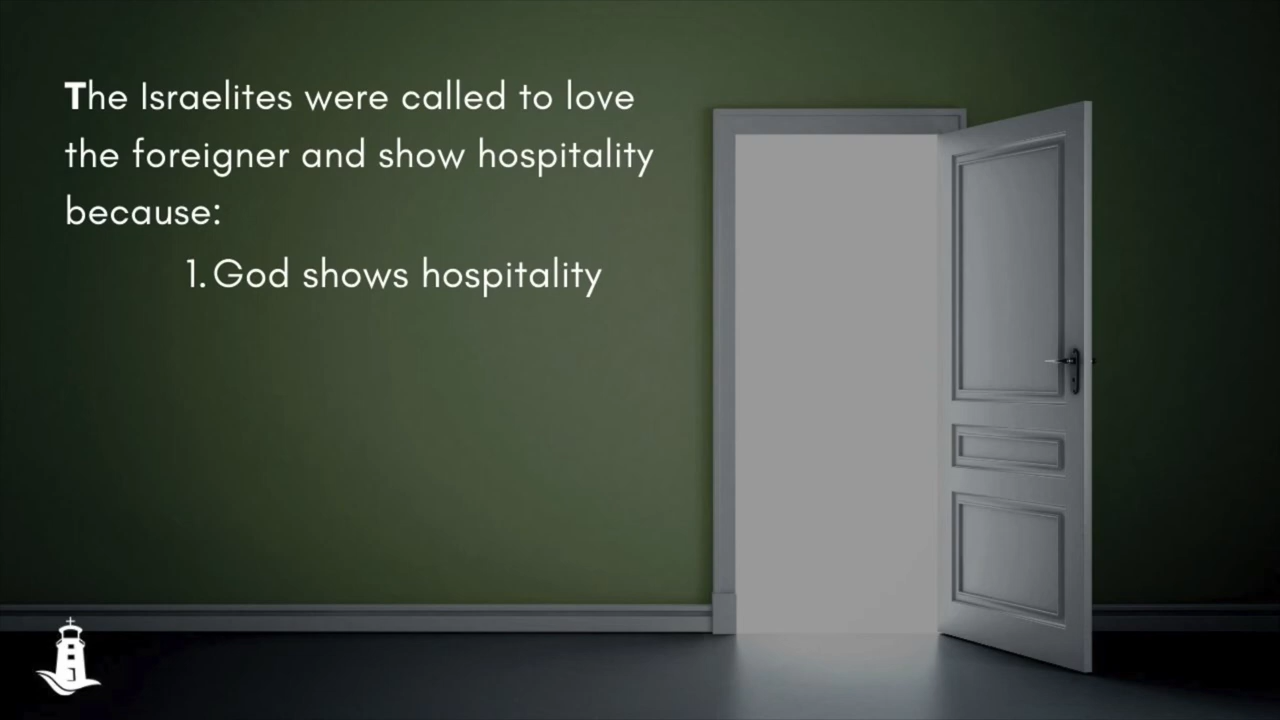 The Israelites were called to love
the foreigner and show hospitality
because:
1. God shows hospitality